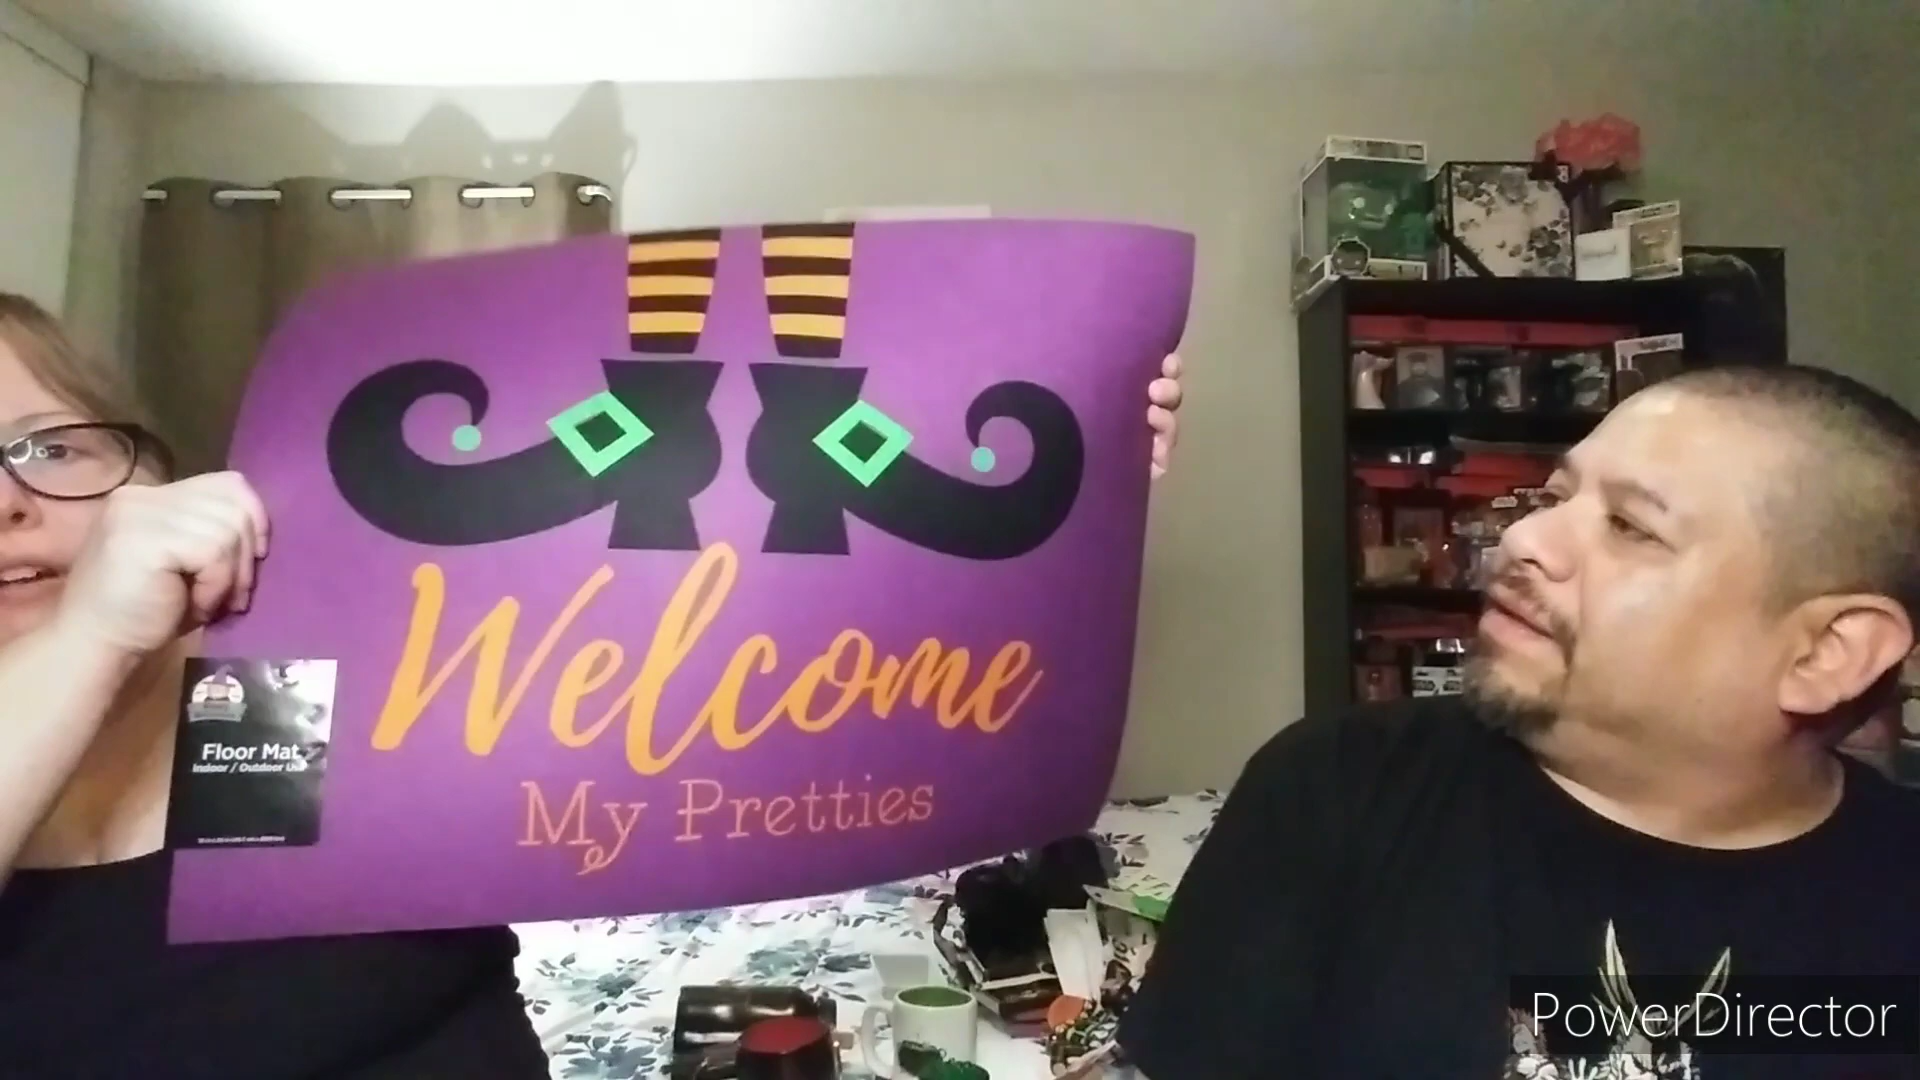 Welcome
My Pretties
Floor Mat
Indoor / Outdoor Use
PowerDirector